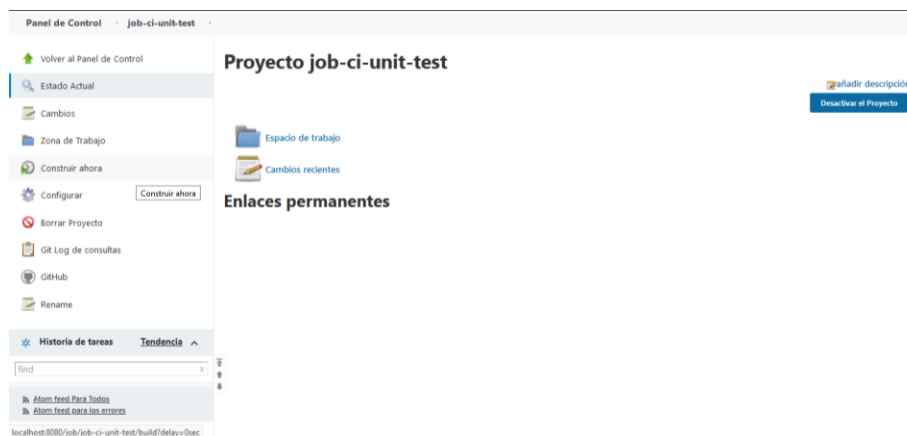 Panel de Control job-ci-unit-test
Volver al Panel de Control
Estado Actual
Cambios
Zona de Trabajo
Construir ahora
Configurar
Construir ahora
Borrar Proyecto
Git Log de consultas
GitHub
Rename
Historia de tareas Tendencia
find x
Atom feed Para Todos
Atom feed para los errores
localhost:8080/job/job-ci-unit-test/build?delay=0sec
Proyecto job-ci-unit-test
añadir descripción
Desactivar el Proyecto
Espacio de trabajo
Cambios recientes
Enlaces permanentes